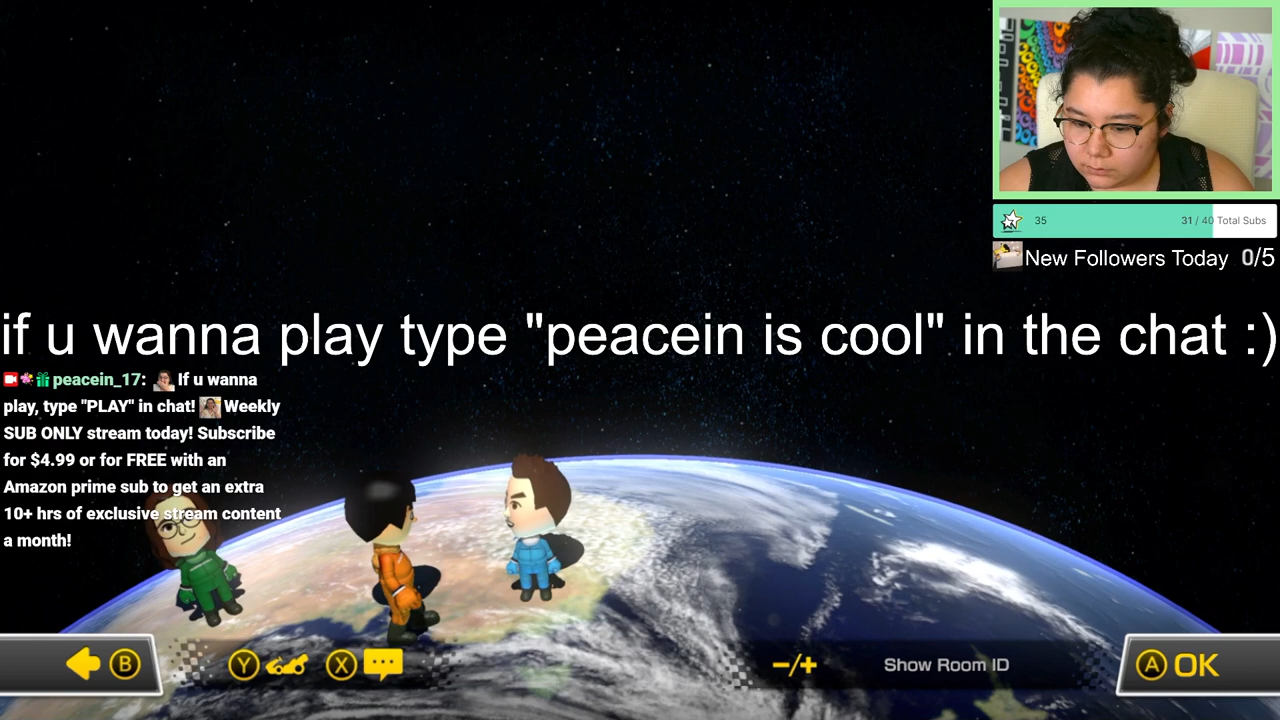 35 31 / 40 Total Subs
New Followers Today 0/5
if u wanna play type "peacein is cool" in the chat :)
peacein_17: If u wanna
play, type "PLAY" in chat! Weekly
SUB ONLY stream today! Subscribe
for $4.99 or for FREE with an
Amazon prime sub to get an extra
10+ hrs of exclusive stream content
a month!
B Y X −/+ Show Room ID A OK